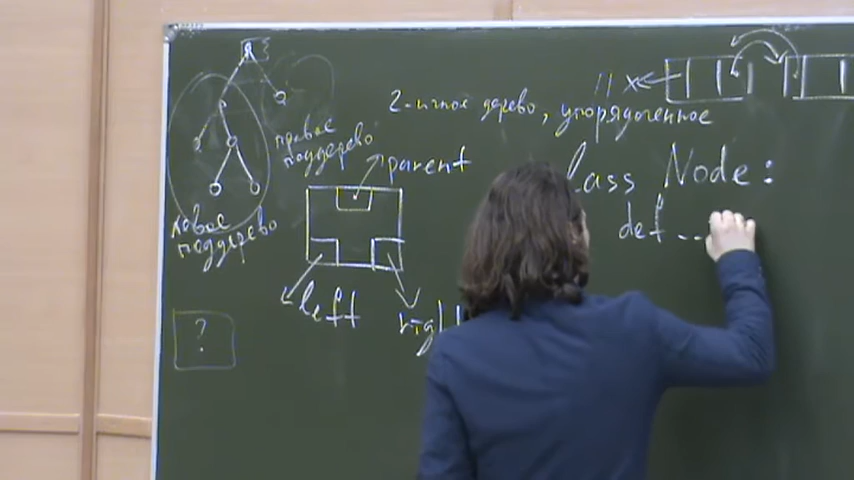 Я
2-ичное дерево, упорядоченное
x
правое
поддерево
parent
левое
поддерево
left
?
lass Node:
def --